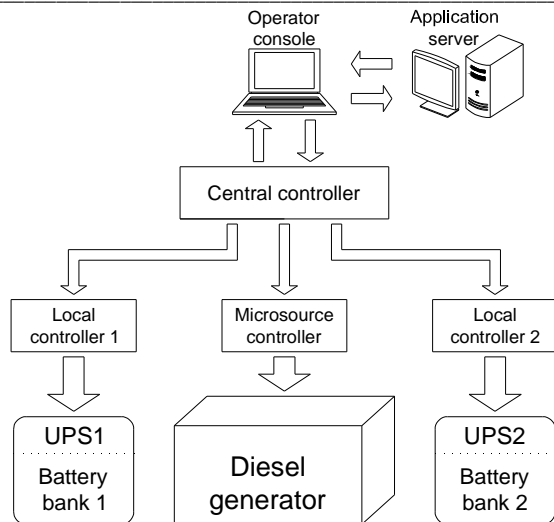 Operator
console
Application
server
Central controller
Local
controller 1
Microsource
controller
Local
controller 2
UPS1
Battery
bank 1
Diesel
generator
UPS2
Battery
bank 2